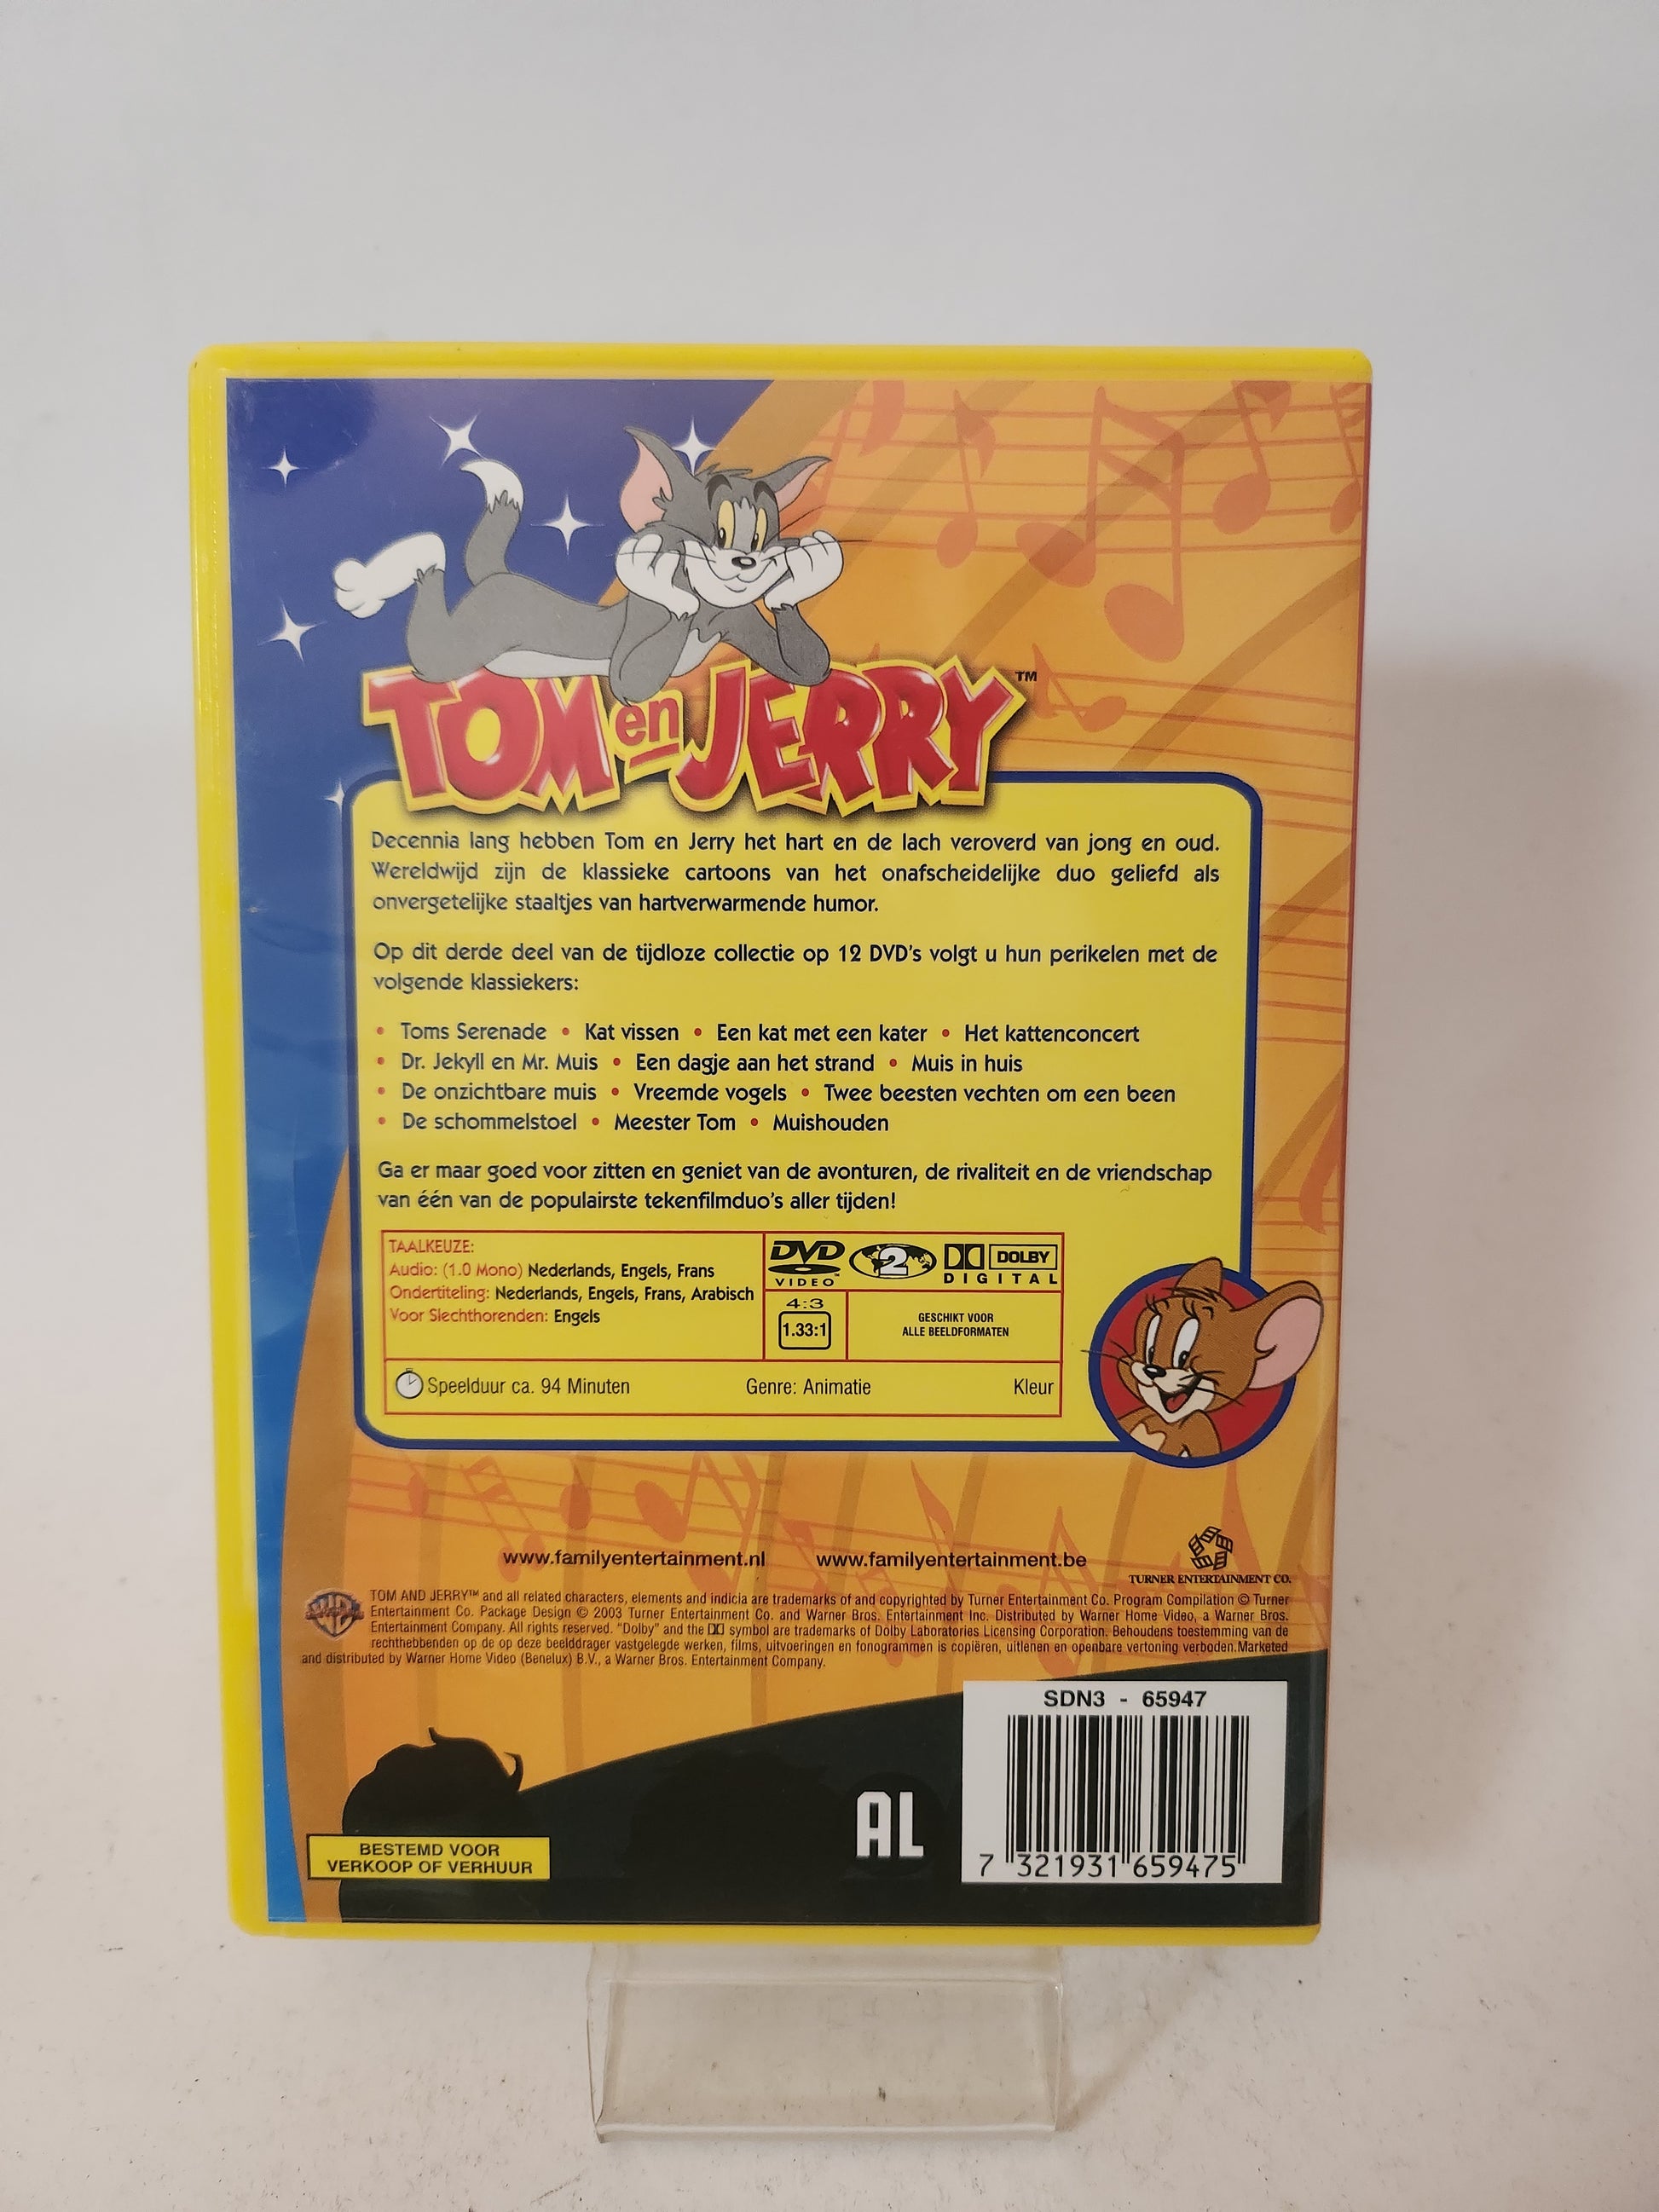 TOM en JERRY™
Decennia lang hebben Tom en Jerry het hart en de lach veroverd van jong en oud.
Wereldwijd zijn de klassieke cartoons van het onafscheidelijke duo geliefd als
onvergetelijke staaltjes van hartverwarmende humor.
Op dit derde deel van de tijdloze collectie op 12 DVD's volgt u hun perikelen met de
volgende klassiekers:
• Toms Serenade • Kat vissen • Een kat met een kater • Het kattenconcert
• Dr. Jekyll en Mr. Muis • Een dagje aan het strand • Muis in huis
• De onzichtbare muis • Vreemde vogels • Twee beesten vechten om een been
• De schommelstoel • Meester Tom • Muishouden
Ga er maar goed voor zitten en geniet van de avonturen, de rivaliteit en de vriendschap
van één van de populairste tekenfilmduo's aller tijden!
TAALKEUZE:
Audio: (1.0 Mono) Nederlands, Engels, Frans
Ondertiteling: Nederlands, Engels, Frans, Arabisch
Voor Slechthorenden: Engels
DVD VIDEO™
2
DOLBY
DIGITAL
4:3
1.33:1
GESCHIKT VOOR
ALLE BEELDFORMATEN
Speelduur ca. 94 Minuten Genre: Animatie Kleur
www.familyentertainment.nl www.familyentertainment.be
TURNER ENTERTAINMENT CO.
TOM AND JERRY™ and all related characters, elements and indicia are trademarks of and copyrighted by Turner Entertainment Co. Program Compilation © Turner
Entertainment Co. Package Design © 2003 Turner Entertainment Co. and Warner Bros. Entertainment Inc. Distributed by Warner Home Video, a Warner Bros.
Entertainment Company. All rights reserved. "Dolby" and the symbol are trademarks of Dolby Laboratories Licensing Corporation. Behoudens toestemming van de
rechthebbenden op de op deze beelddrager vastgelegde werken, films, uitvoeringen en fonogrammen is copiëren, uitlenen en openbare vertoning verboden.Marketed
and distributed by Warner Home Video (Benelux) B.V., a Warner Bros. Entertainment Company.
SDN3 - 65947
AL
7 321931 659475
BESTEMD VOOR
VERKOOP OF VERHUUR